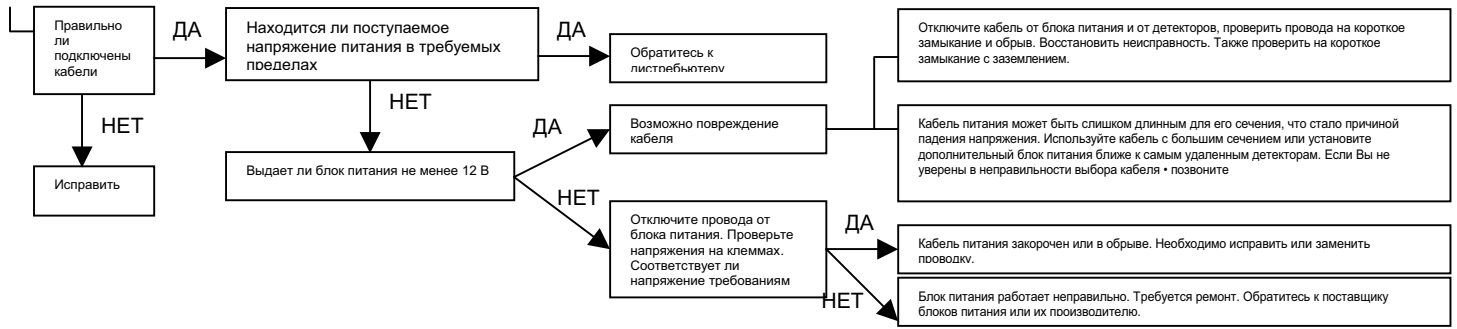 Правильно
ли
подключены
кабели
ДА
Находится ли поступаемое
напряжение питания в требуемых
пределах
ДА
Обратитесь к
дистребьютеру
Отключите кабель от блока питания и от детекторов, проверить провода на короткое
замыкание и обрыв. Восстановить неисправность. Также проверить на короткое
замыкание с заземлением.
НЕТ
Исправить
НЕТ
Выдает ли блок питания не менее 12 В
ДА
Возможно повреждение
кабеля
Кабель питания может быть слишком длинным для его сечения, что стало причиной
падения напряжения. Используйте кабель с большим сечением или установите
дополнительный блок питания ближе к самым удаленным детекторам. Если Вы не
уверены в неправильности выбора кабеля • позвоните
НЕТ
Отключите провода от
блока питания. Проверьте
напряжения на клеммах.
Соответствует ли
напряжение требованиям
ДА
Кабель питания закорочен или в обрыве. Необходимо исправить или заменить
проводку.
НЕТ
Блок питания работает неправильно. Требуется ремонт. Обратитесь к поставщику
блоков питания или их производителю.